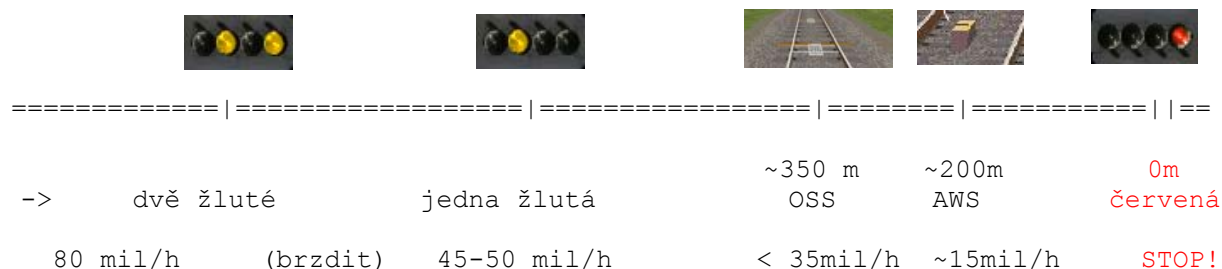 =============|==================|=================|========|===========||==
~350 m ~200m 0m
-> dvě žluté jedna žlutá OSS AWS červená
80 mil/h (brzdit) 45-50 mil/h < 35mil/h ~15mil/h STOP!